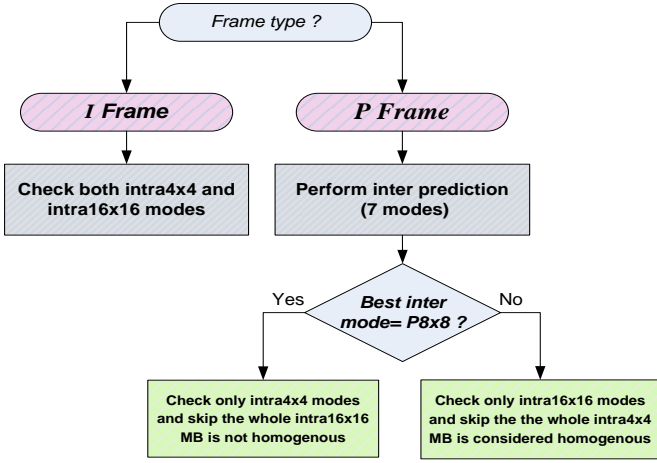 Frame type ?
I Frame
P Frame
Check both intra4x4 and
intra16x16 modes
Perform inter prediction
(7 modes)
Yes
Best inter
mode= P8x8 ?
No
Check only intra4x4 modes
and skip the whole intra16x16
MB is not homogenous
Check only intra16x16 modes
and skip the the whole intra4x4
MB is considered homogenous